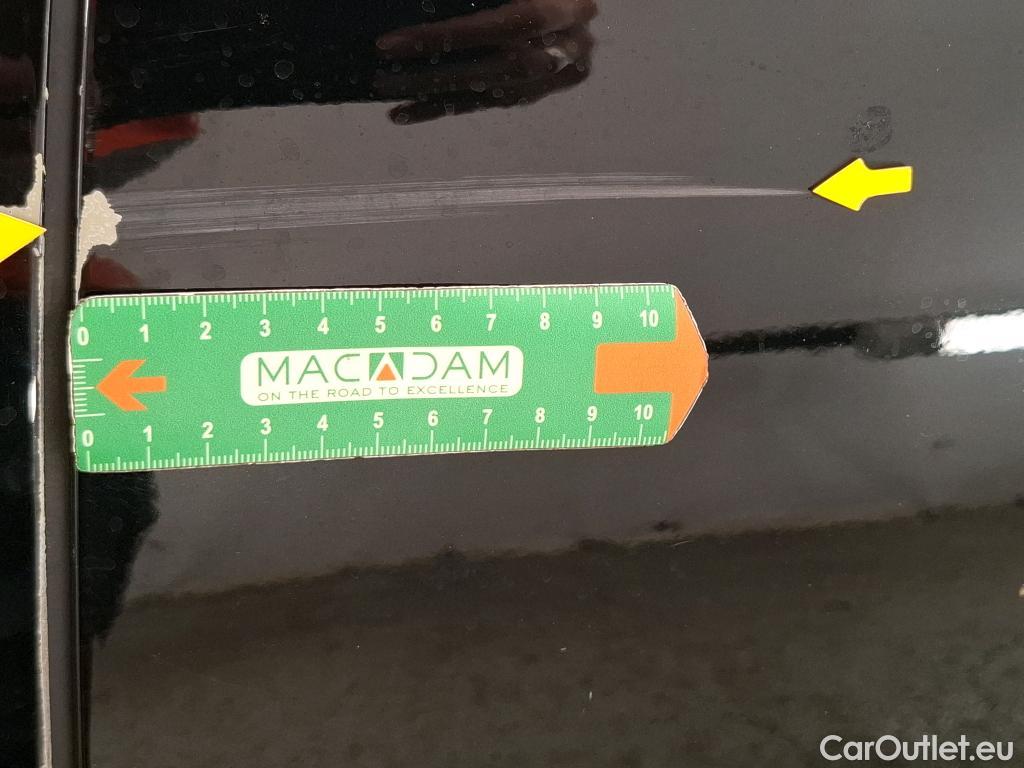 0 1 2 3 4 5 6 7 8 9 10
MACADAM
ON THE ROAD TO EXCELLENCE
0 1 2 3 4 5 6 7 8 9 10
CarOutlet.eu